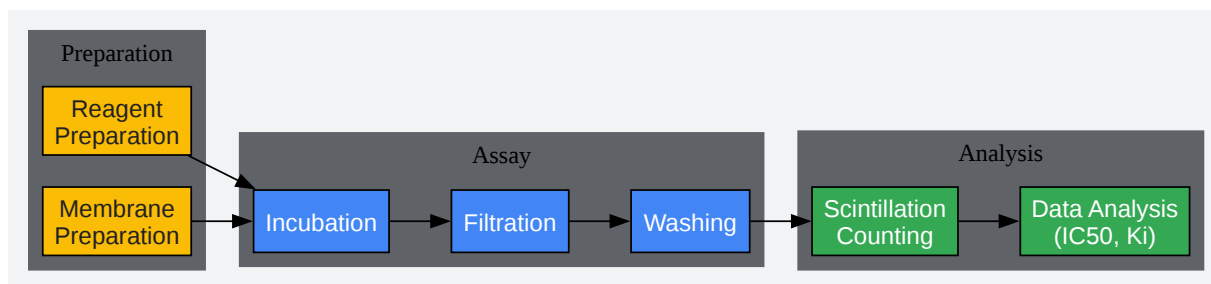 Preparation
Reagent
Preparation
Membrane
Preparation
Assay
Incubation
Filtration
Washing
Analysis
Scintillation
Counting
Data Analysis
(IC50, Ki)